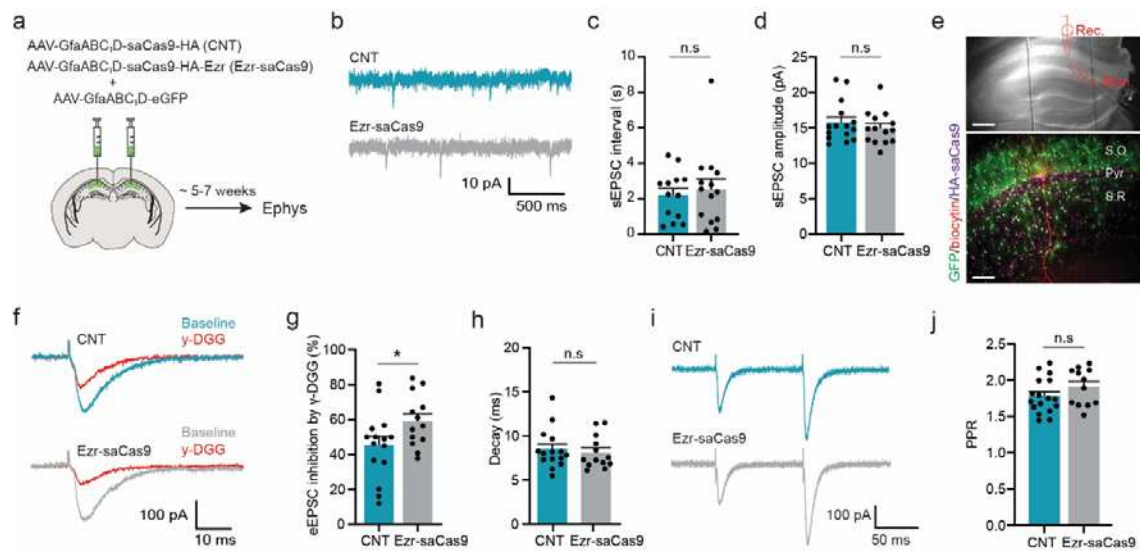 a
AAV-GfaABC₁D-saCas9-HA (CNT)
AAV-GfaABC₁D-saCas9-HA-Ezr (Ezr-saCas9)
+
AAV-GfaABC₁D-eGFP
~ 5-7 weeks
Ephys
b
CNT
Ezr-saCas9
10 pA
500 ms
c
n.s
sEPSC interval (s)
10
8
6
4
2
0
CNT Ezr-saCas9
d
n.s
sEPSC amplitude (pA)
25
20
15
10
5
0
CNT Ezr-saCas9
e
Rec.
GFP/biocytin/HA-saCas9
S.O
Pyr
S.R
f
CNT
Baseline
γ-DGG
Ezr-saCas9
Baseline
γ-DGG
100 pA
10 ms
g
*
eEPSC inhibition by γ-DGG (%)
100
80
60
40
20
0
CNT Ezr-saCas9
h
n.s
Decay (ms)
20
15
10
5
0
CNT Ezr-saCas9
i
CNT
Ezr-saCas9
100 pA
50 ms
j
n.s
PPR
2.5
2.0
1.5
1.0
0.5
0.0
CNT Ezr-saCas9